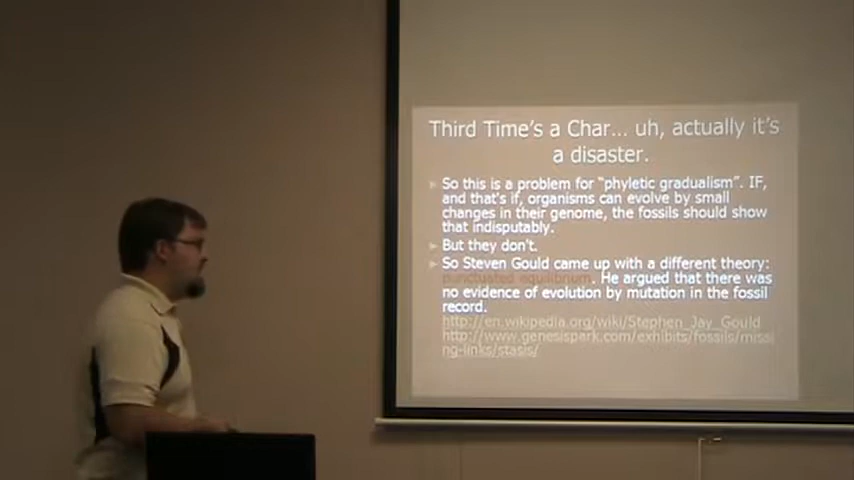 Third Time's a Char... uh, actually it's
a disaster.
So this is a problem for "phyletic gradualism". IF,
and that's if, organisms can evolve by small
changes in their genome, the fossils should show
that indisputably.
But they don't.
So Steven Gould came up with a different theory:
punctuated equilibrium. He argued that there was
no evidence of evolution by mutation in the fossil
record.
http://en.wikipedia.org/wiki/Stephen_Jay_Gould
http://www.genesispark.com/exhibits/fossils/missi
ng-links/stasis/